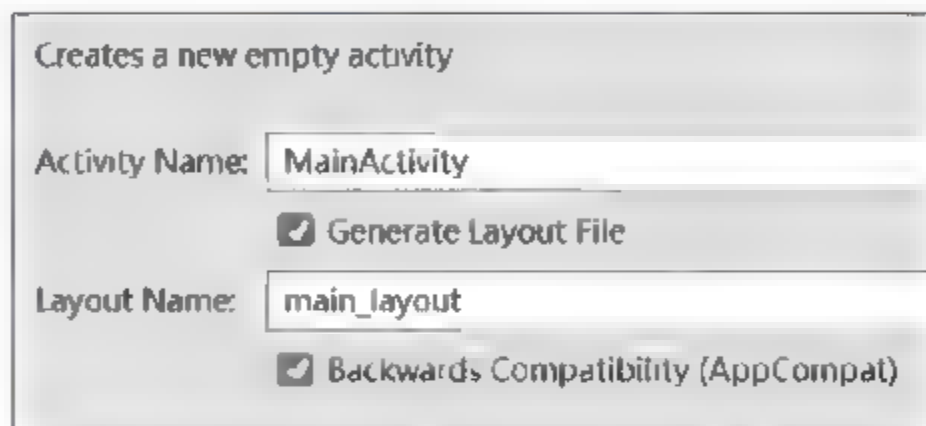 Creates a new empty activity
Activity Name: MainActivity
Generate Layout File
Layout Name: main_layout
Backwards Compatibility (AppCompat)